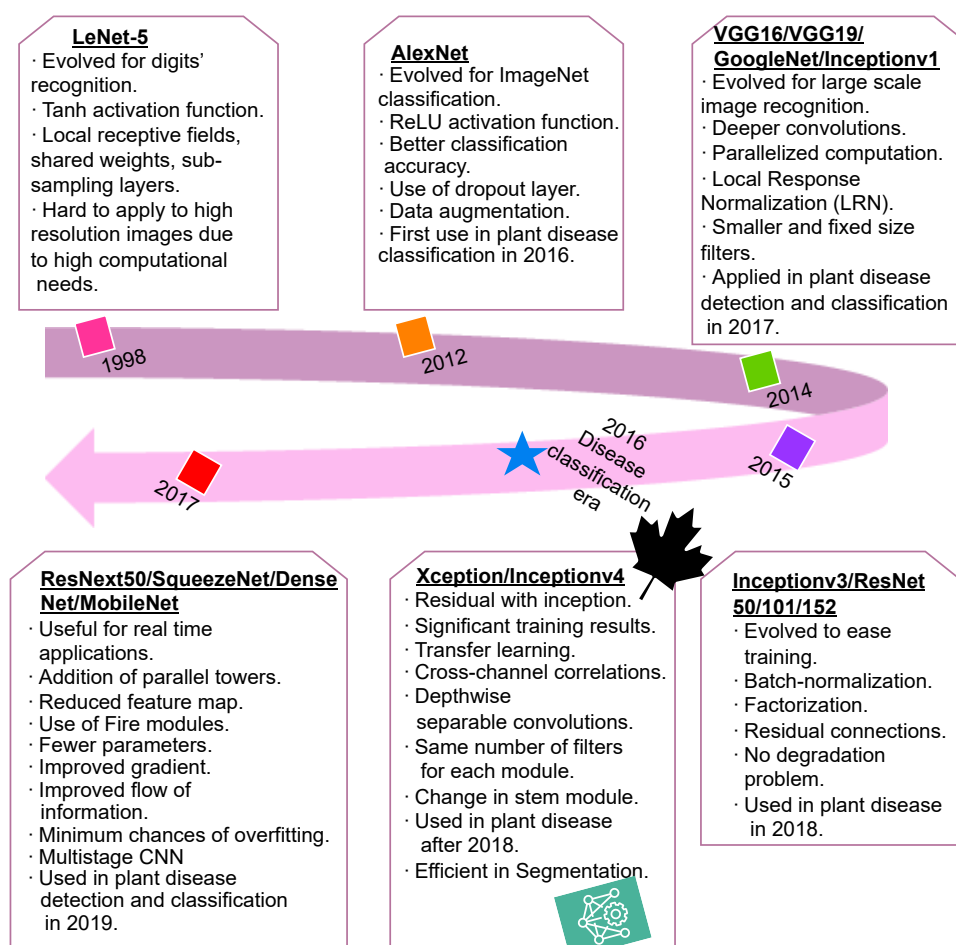 LeNet-5
· Evolved for digits’
recognition.
· Tanh activation function.
· Local receptive fields,
shared weights, sub-
sampling layers.
· Hard to apply to high
resolution images due
to high computational
needs.
AlexNet
· Evolved for ImageNet
classification.
· ReLU activation function.
· Better classification
accuracy.
· Use of dropout layer.
· Data augmentation.
· First use in plant disease
classification in 2016.
VGG16/VGG19/
GoogleNet/Inceptionv1
· Evolved for large scale
image recognition.
· Deeper convolutions.
· Parallelized computation.
· Local Response
Normalization (LRN).
· Smaller and fixed size
filters.
· Applied in plant disease
detection and classification
in 2017.
1998
2012
2014
2015
2016
Disease
classification
era
2017
ResNext50/SqueezeNet/Dense
Net/MobileNet
· Useful for real time
applications.
· Addition of parallel towers.
· Reduced feature map.
· Use of Fire modules.
· Fewer parameters.
· Improved gradient.
· Improved flow of
information.
· Minimum chances of overfitting.
· Multistage CNN
· Used in plant disease
detection and classification
in 2019.
Xception/Inceptionv4
· Residual with inception.
· Significant training results.
· Transfer learning.
· Cross-channel correlations.
· Depthwise
separable convolutions.
· Same number of filters
for each module.
· Change in stem module.
· Used in plant disease
after 2018.
· Efficient in Segmentation.
Inceptionv3/ResNet
50/101/152
· Evolved to ease
training.
· Batch-normalization.
· Factorization.
· Residual connections.
· No degradation
problem.
· Used in plant disease
in 2018.